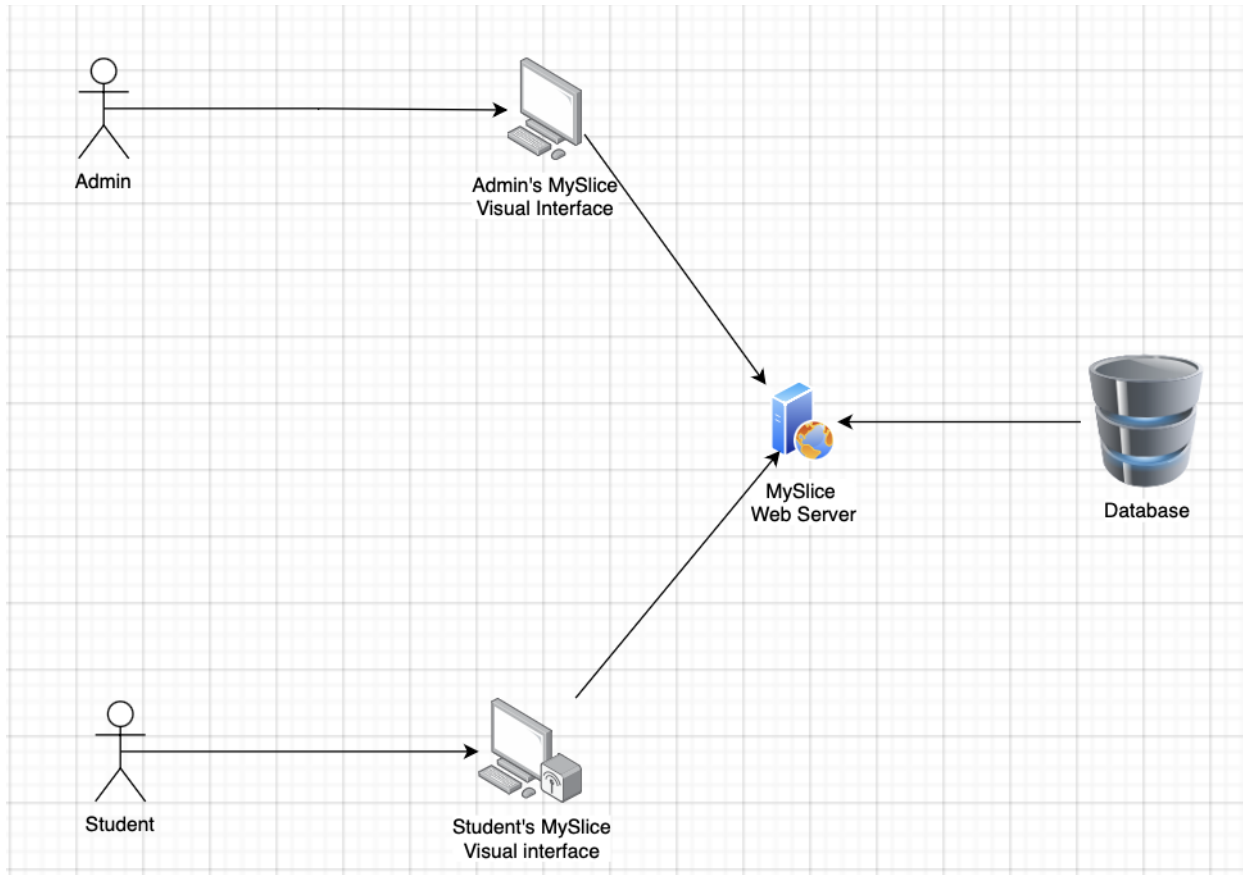 Admin
Admin's MySlice
Visual Interface
MySlice
Web Server
Database
Student
Student's MySlice
Visual interface